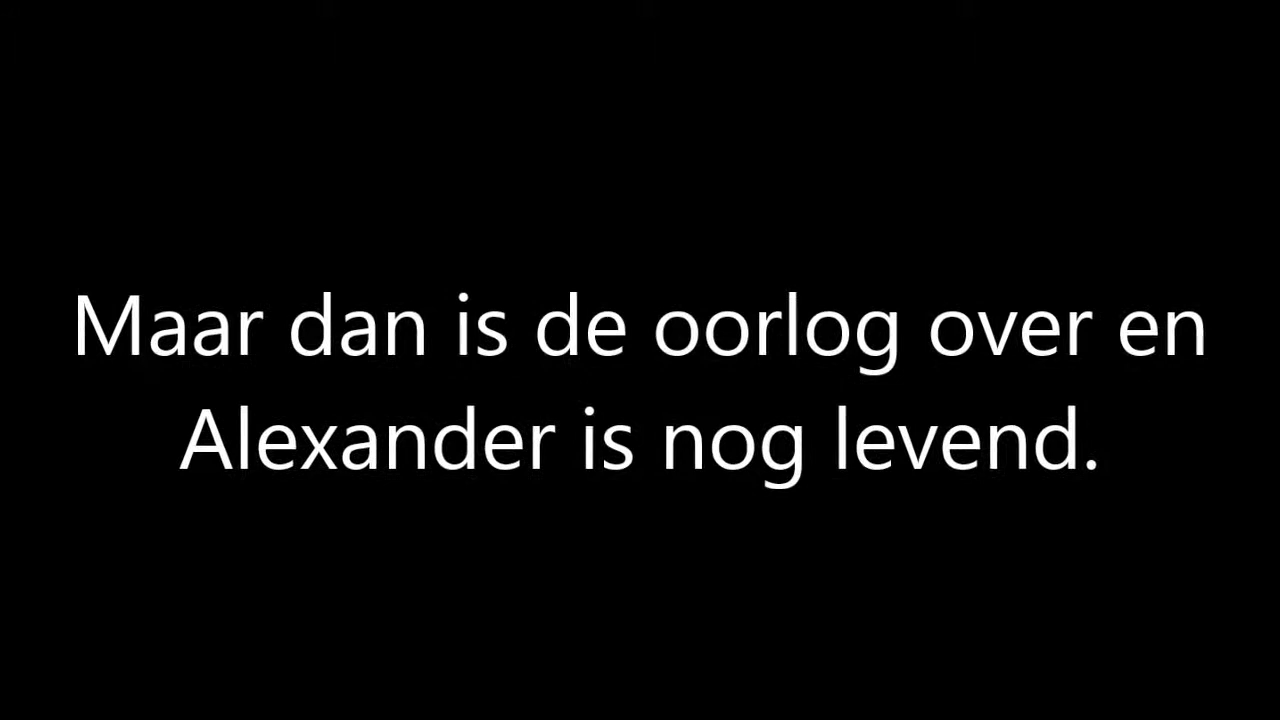 Maar dan is de oorlog over en
Alexander is nog levend.